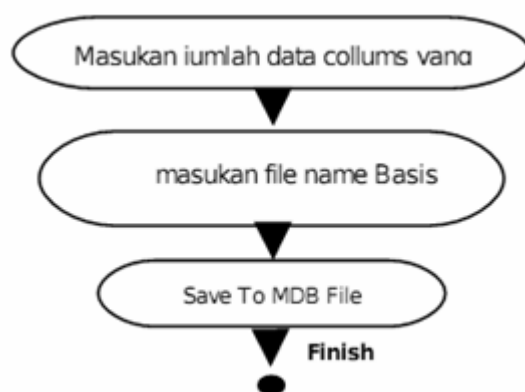 Masukan jumlah data collums yang
masukan file name Basis
Save To MDB File
Finish